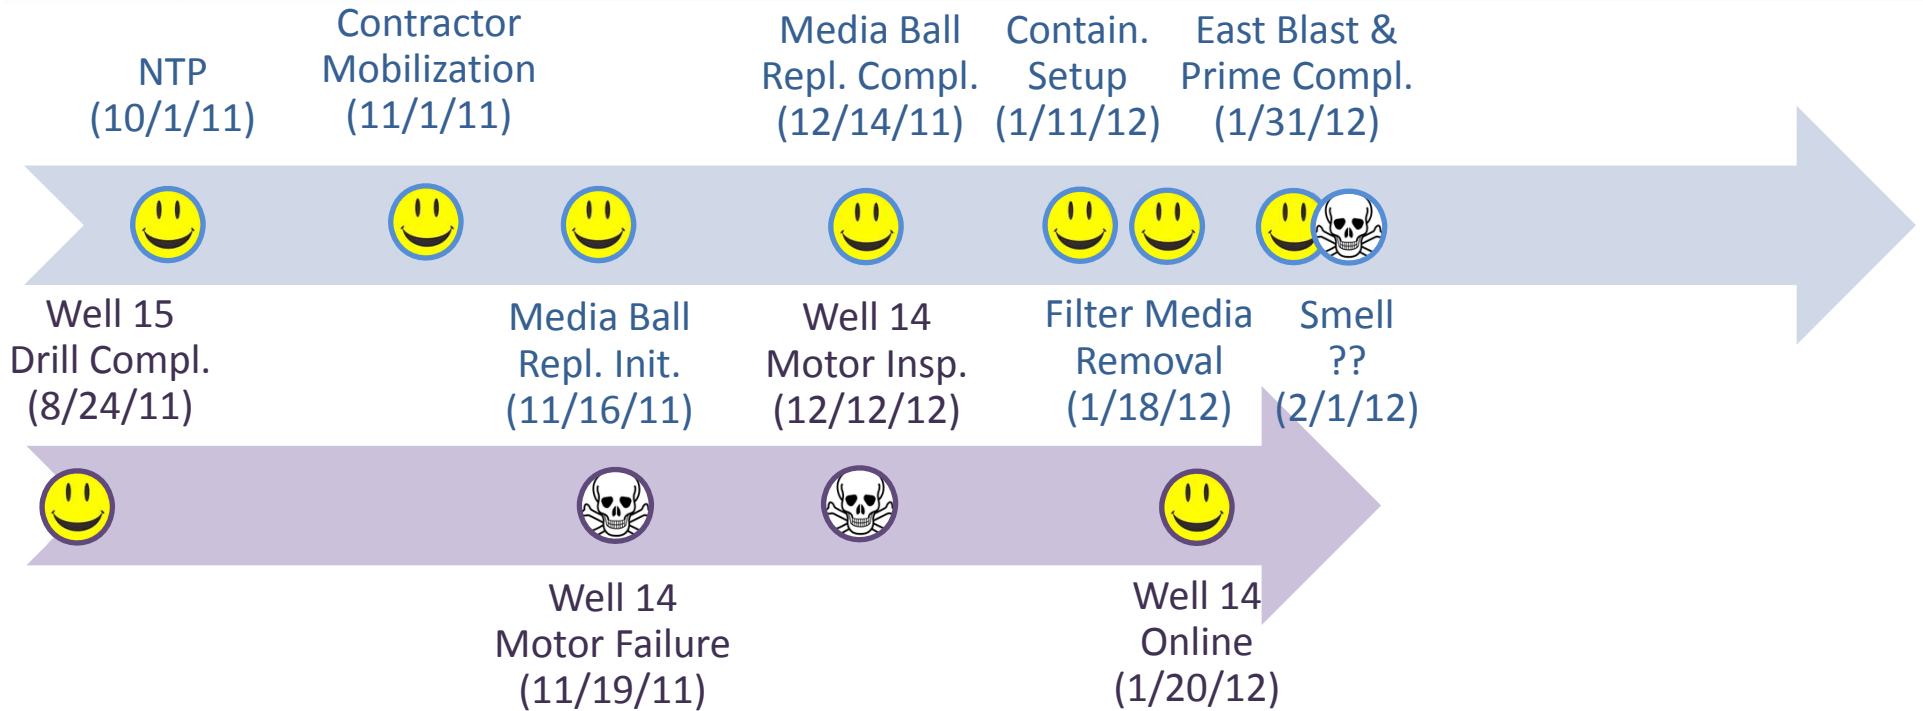 NTP
(10/1/11)
Contractor
Mobilization
(11/1/11)
Media Ball
Repl. Compl.
(12/14/11)
Contain.
Setup
(1/11/12)
East Blast &
Prime Compl.
(1/31/12)
Well 15
Drill Compl.
(8/24/11)
Media Ball
Repl. Init.
(11/16/11)
Well 14
Motor Insp.
(12/12/12)
Filter Media
Removal
(1/18/12)
Smell
??
(2/1/12)
Well 14
Motor Failure
(11/19/11)
Well 14
Online
(1/20/12)